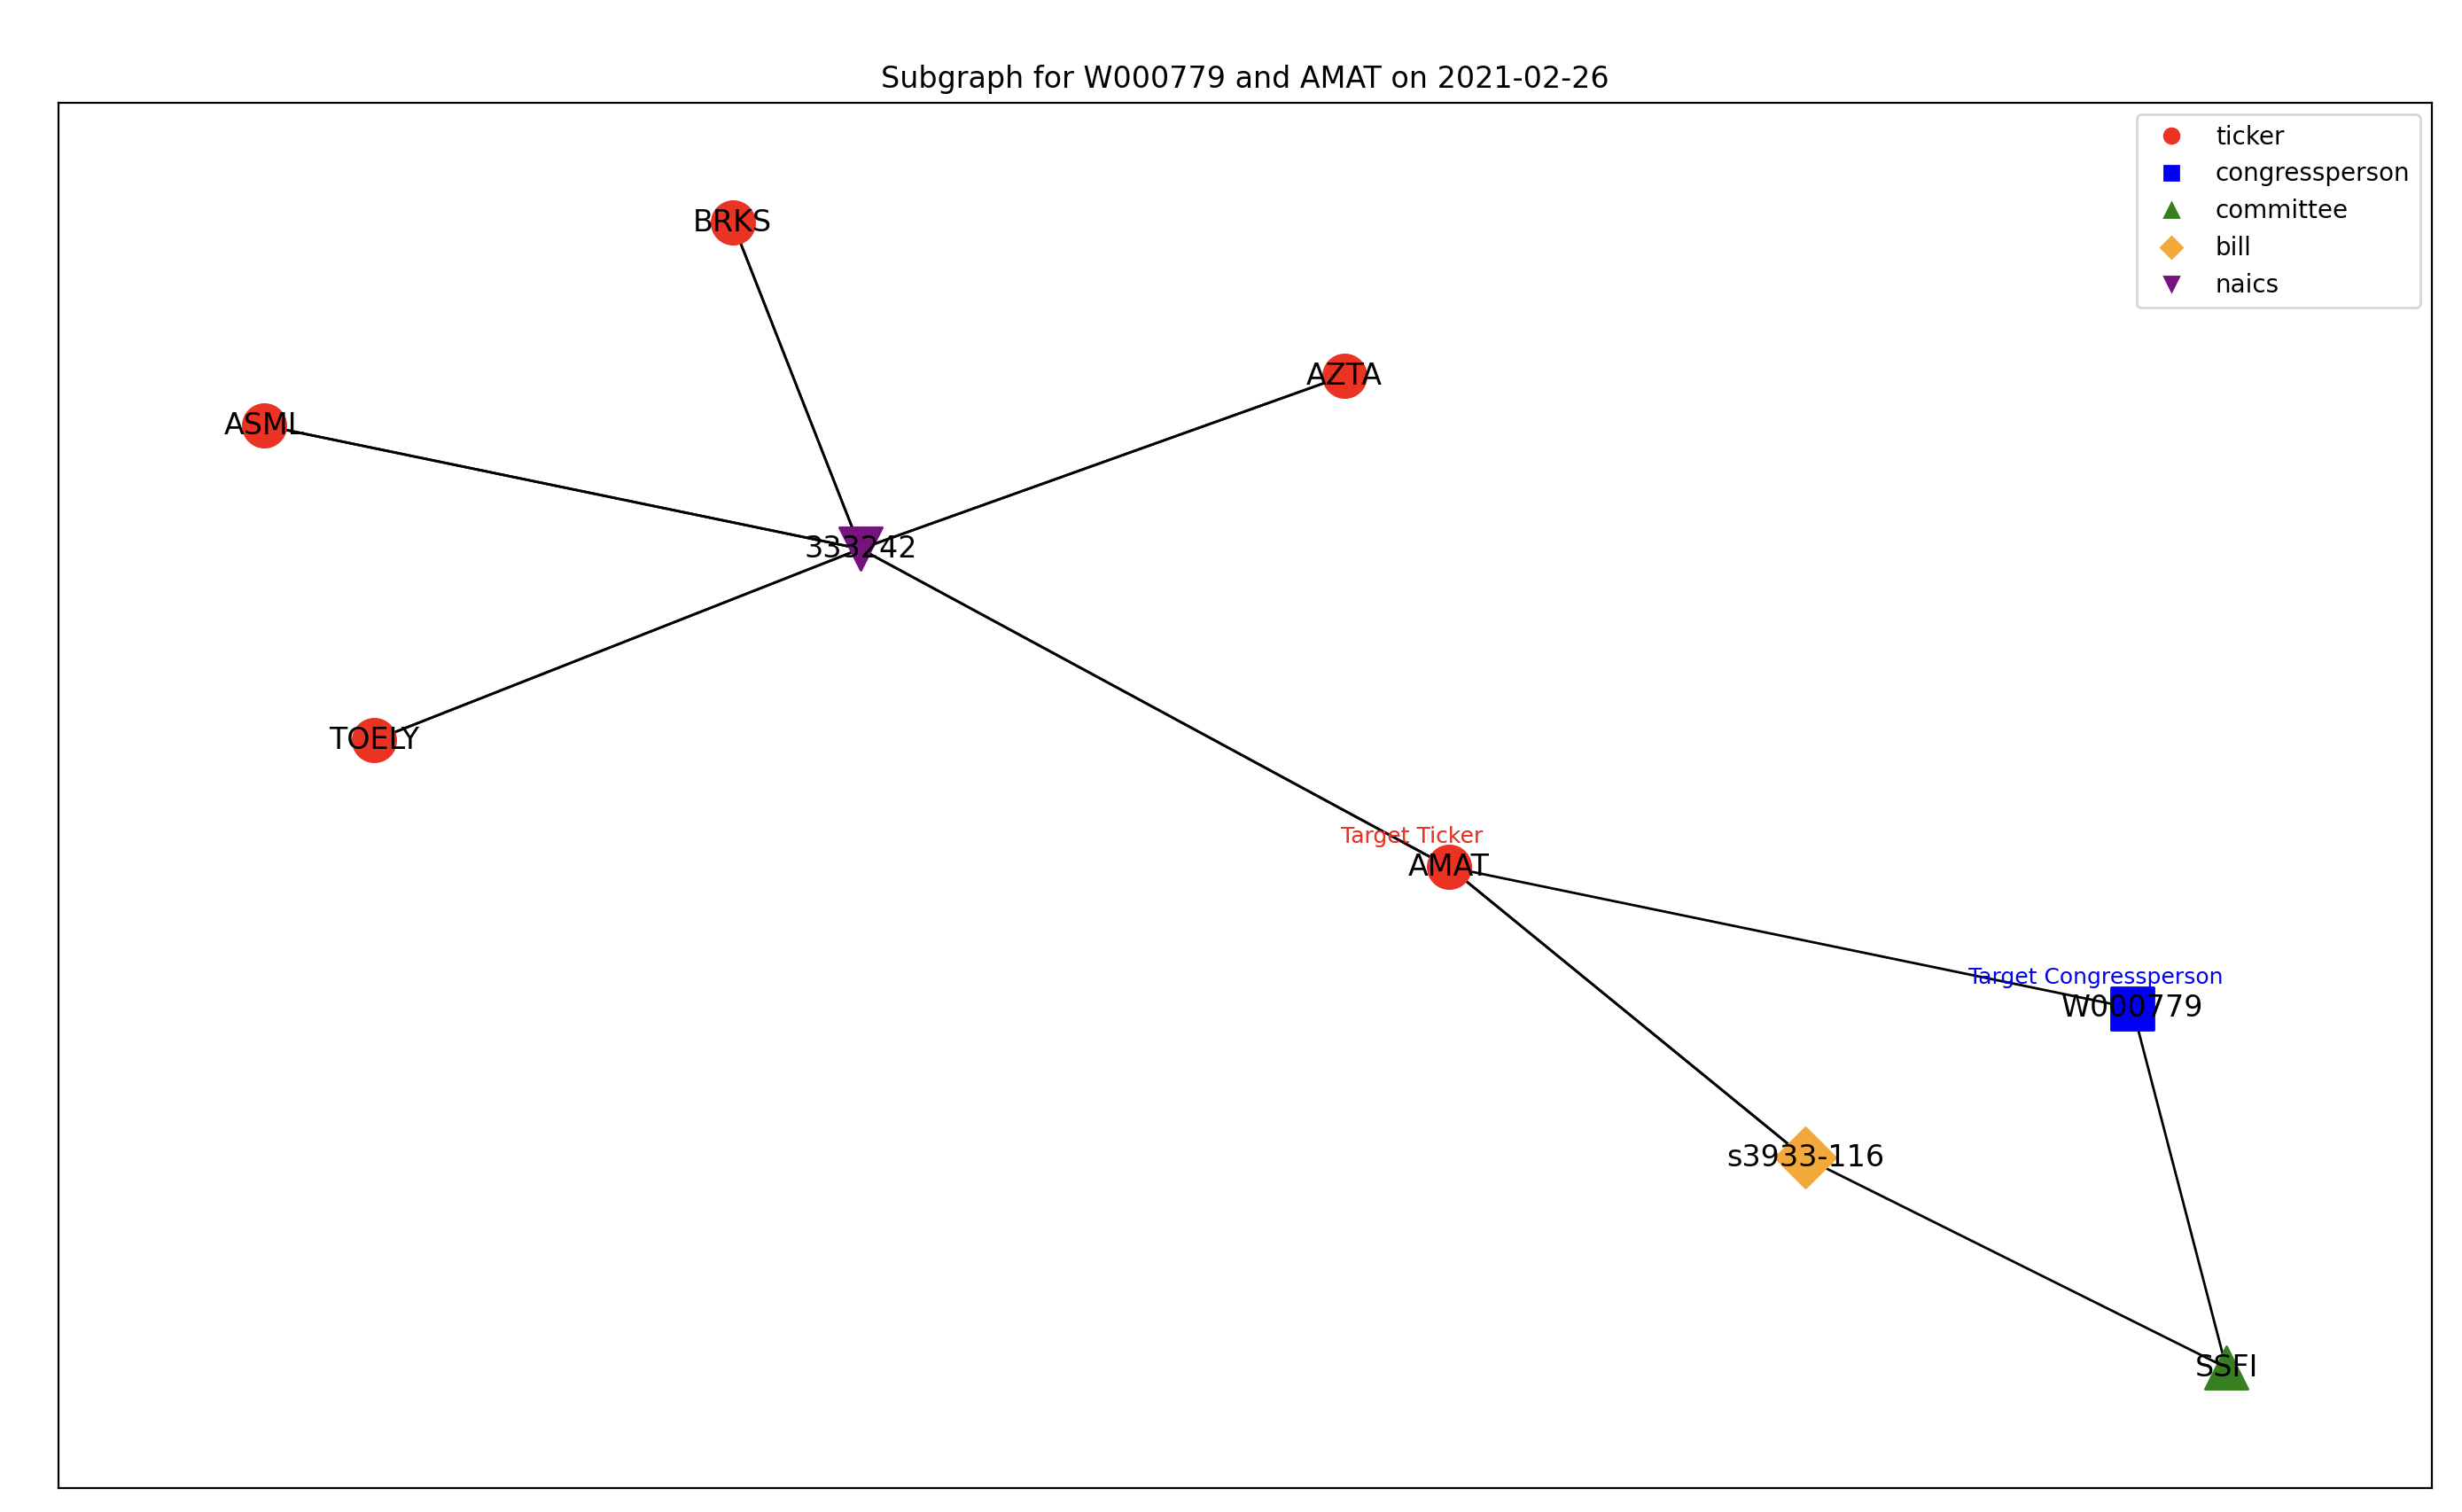 Subgraph for W000779 and AMAT on 2021-02-26
ticker
congressperson
committee
bill
naics
BRKS
AZTA
ASML
333242
TOELY
Target Ticker
AMAT
Target Congressperson
W000779
s3933-116
SSFI